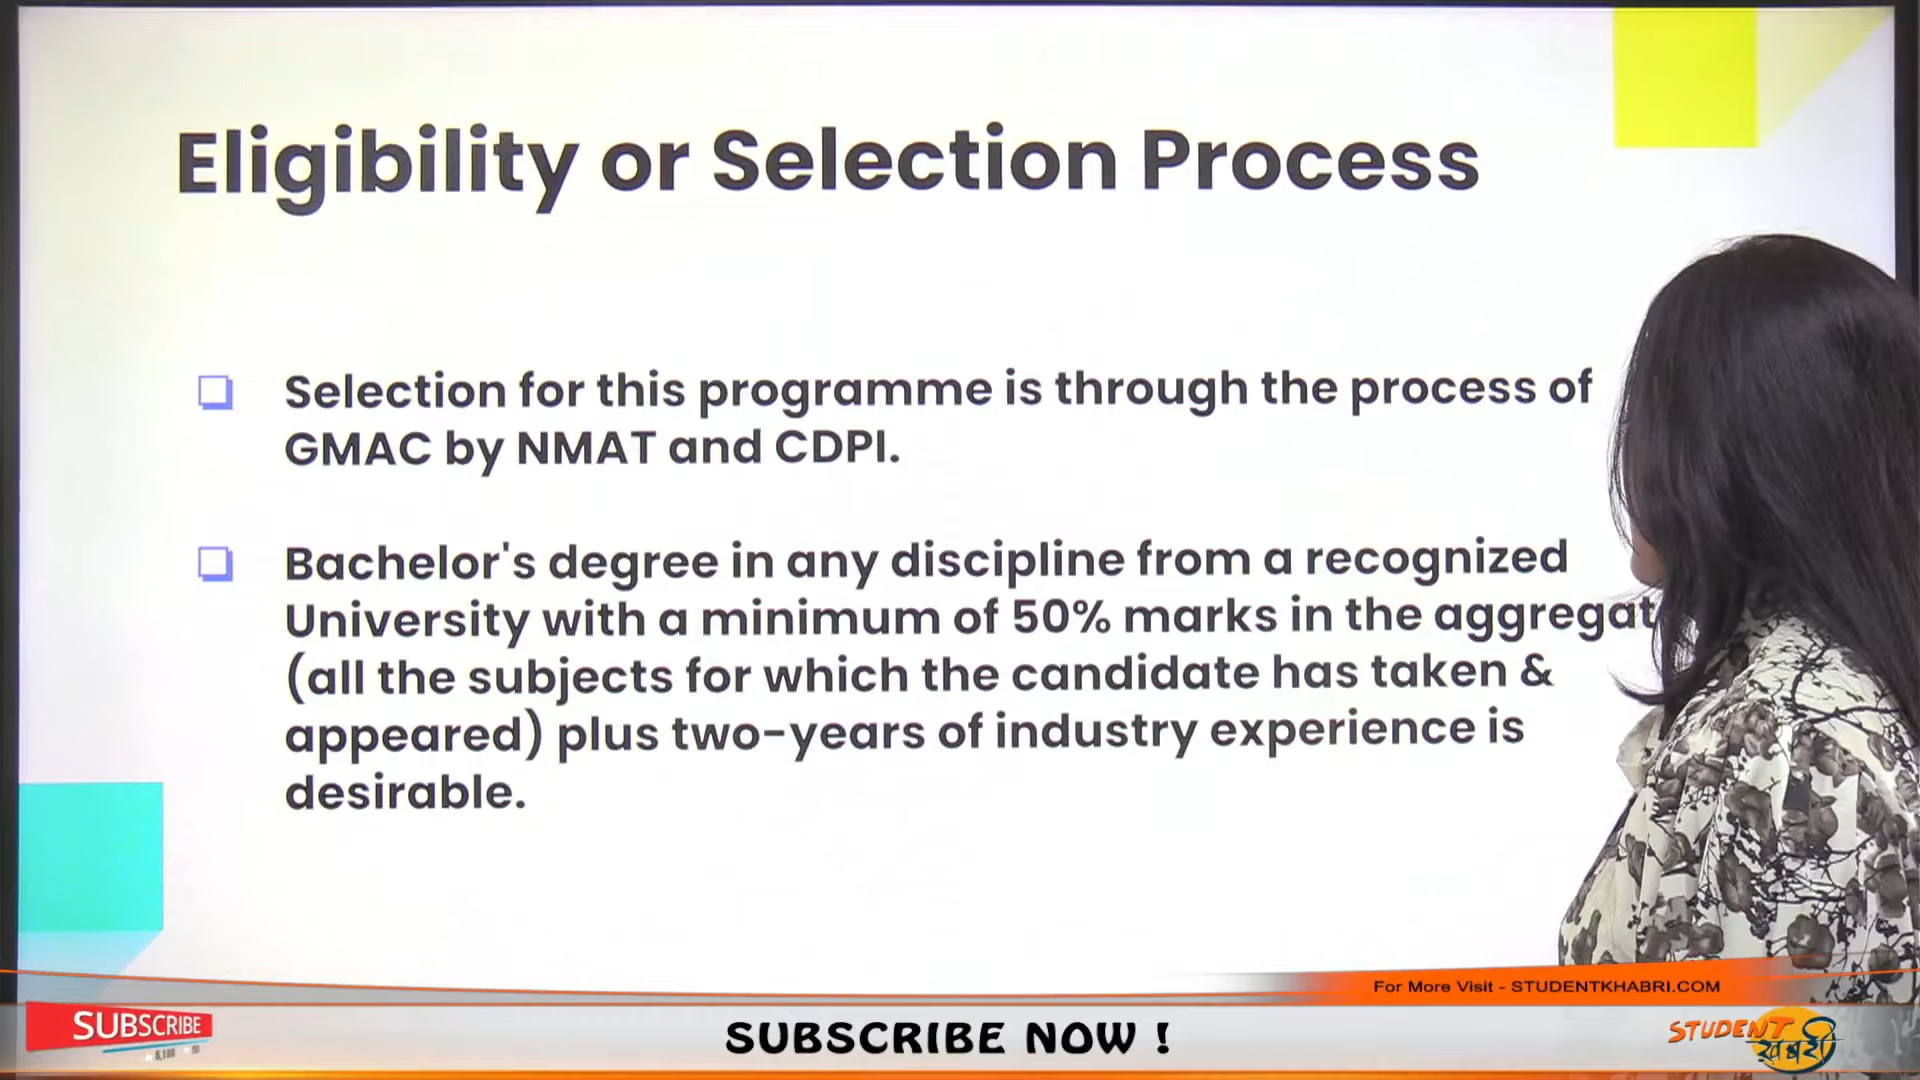 Eligibility or Selection Process
Selection for this programme is through the process of
GMAC by NMAT and CDPI.
Bachelor's degree in any discipline from a recognized
University with a minimum of 50% marks in the
(all the subjects for which the candidate has taken &
appeared) plus two-years of industry experience is
desirable.
For More Visit - STUDENTKHABRI.COM
SUBSCRIBE
SUBSCRIBE NOW !
STUDENT
ख़बरी